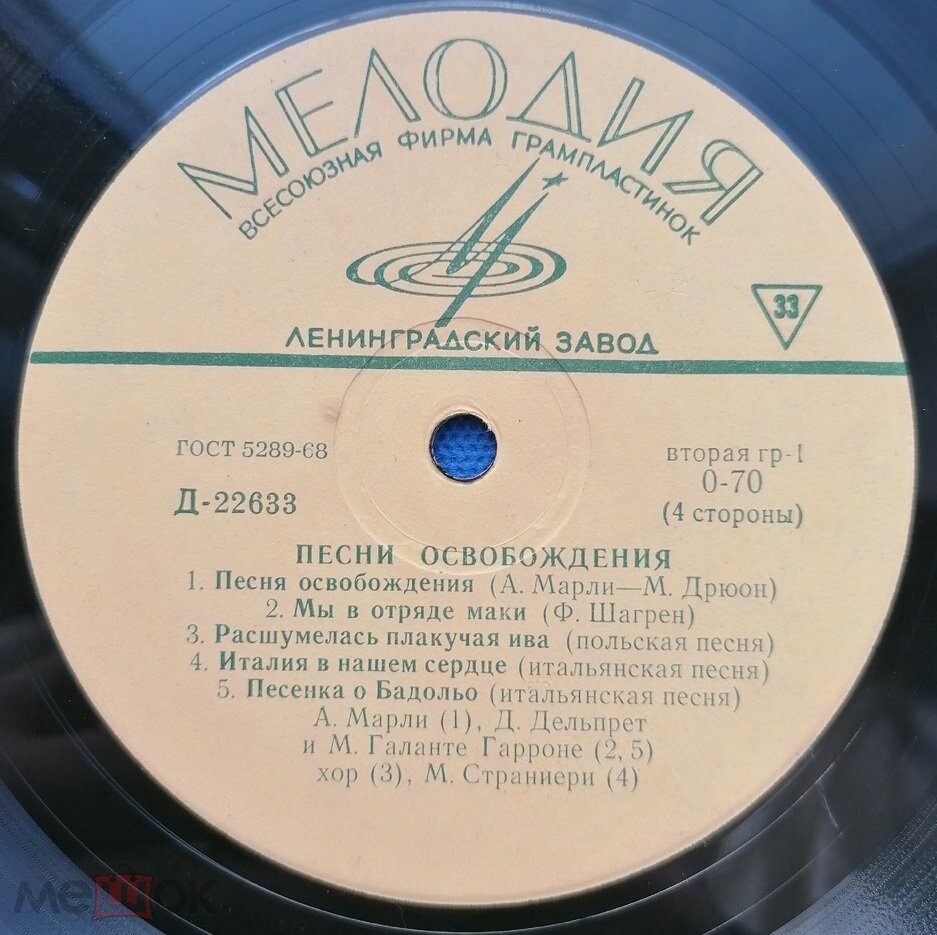 МЕЛОДИЯ
ВСЕСОЮЗНАЯ ФИРМА ГРАМПЛАСТИНОК
33
ЛЕНИНГРАДСКИЙ ЗАВОД
ГОСТ 5289-68
вторая гр-1
Д-22633
0-70
(4 стороны)
ПЕСНИ ОСВОБОЖДЕНИЯ
1. Песня освобождения (А. Марли—М. Дрюон)
2. Мы в отряде маки (Ф. Шагрен)
3. Расшумелась плакучая ива (польская песня)
4. Италия в нашем сердце (итальянская песня)
5. Песенка о Бадольо (итальянская песня)
А. Марли (1), Д. Дельпрет
и М. Галанте Гарроне (2, 5)
хор (3), М. Страниери (4)
мешок